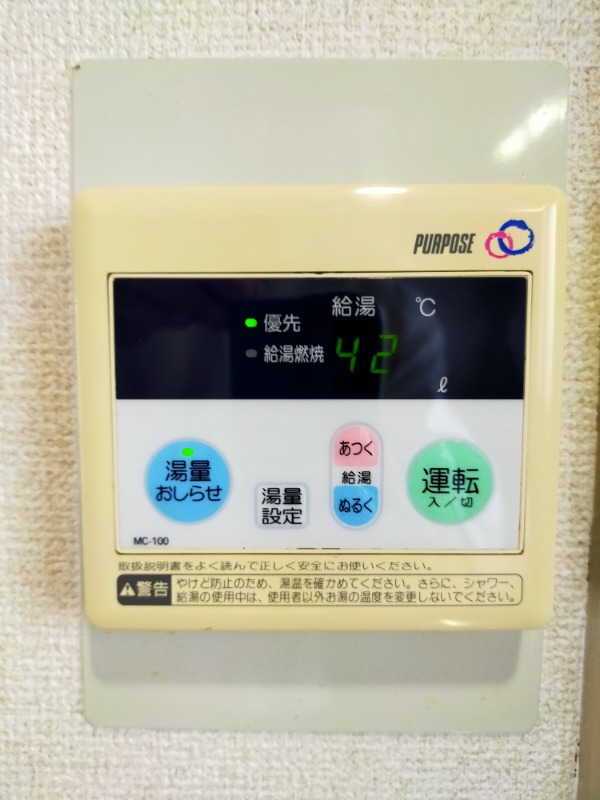 PURPOSE
給湯 ℃
優先
給湯燃焼 42
ℓ
湯量
おしらせ
湯量
設定
あつく
給湯
ぬるく
運転
入／切
MC-100
取扱説明書をよく読んで正しく安全にお使いください。
警告
やけど防止のため、湯温を確かめてください。さらに、シャワー、
給湯の使用中は、使用者以外お湯の温度を変更しないでください。